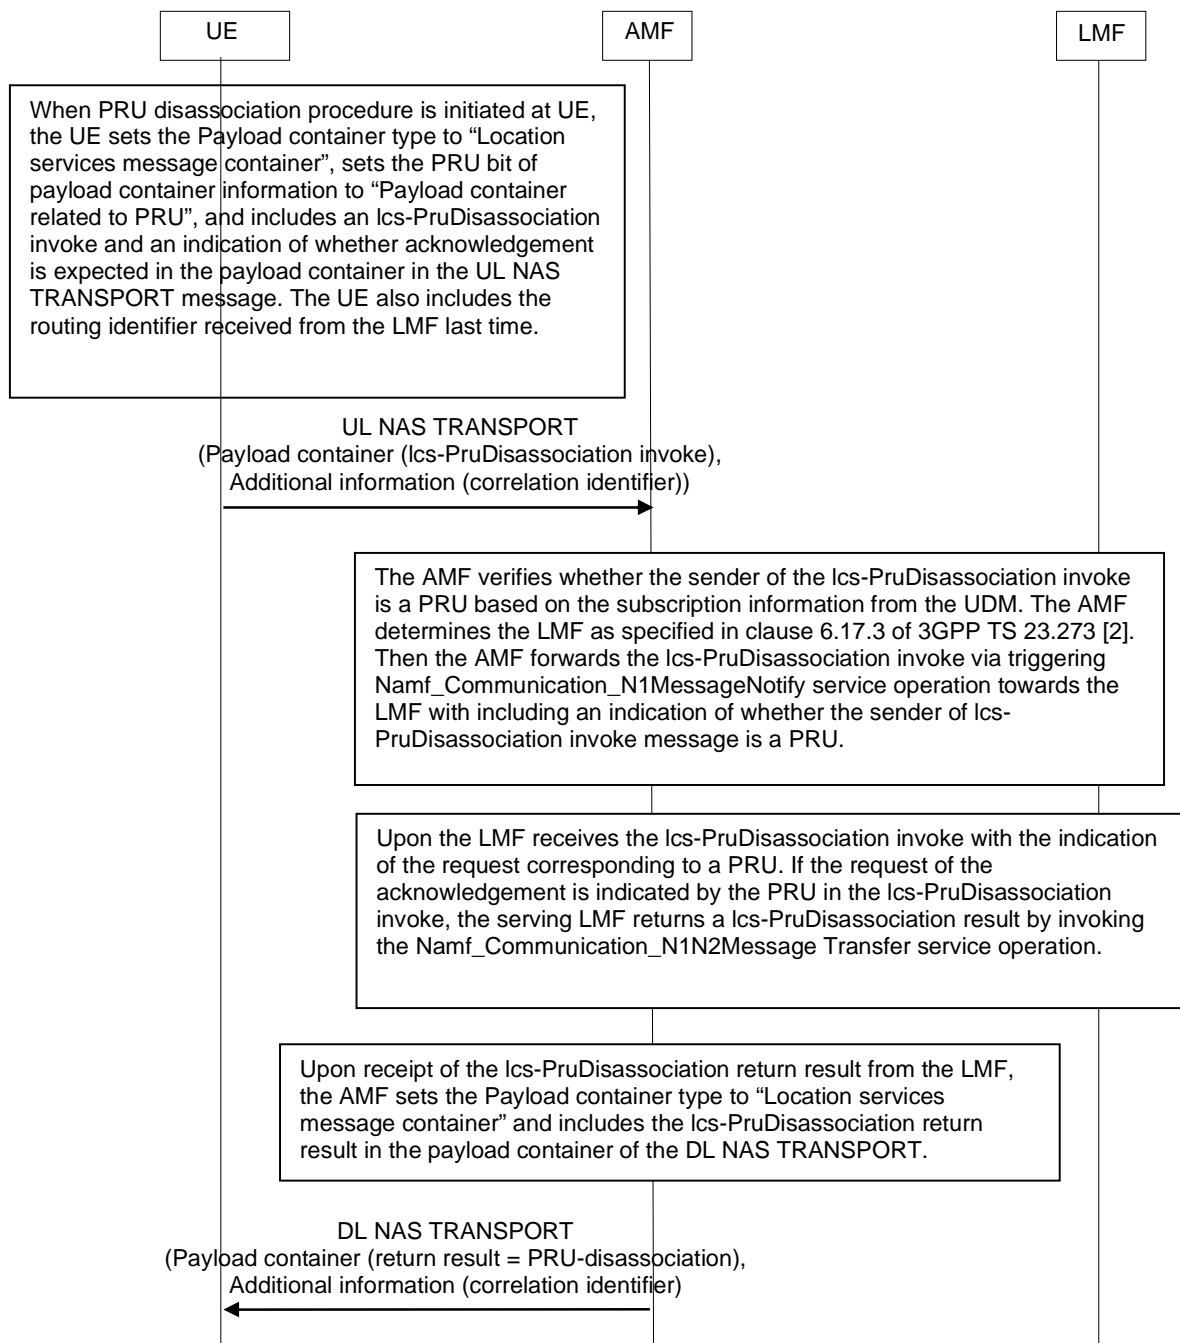 UE
AMF
LMF
When PRU disassociation procedure is initiated at UE,
the UE sets the Payload container type to “Location
services message container”, sets the PRU bit of
payload container information to “Payload container
related to PRU”, and includes an lcs-PruDisassociation
invoke and an indication of whether acknowledgement
is expected in the payload container in the UL NAS
TRANSPORT message. The UE also includes the
routing identifier received from the LMF last time.
UL NAS TRANSPORT
(Payload container (lcs-PruDisassociation invoke),
Additional information (correlation identifier))
The AMF verifies whether the sender of the lcs-PruDisassociation invoke
is a PRU based on the subscription information from the UDM. The AMF
determines the LMF as specified in clause 6.17.3 of 3GPP TS 23.273 [2].
Then the AMF forwards the lcs-PruDisassociation invoke via triggering
Namf_Communication_N1MessageNotify service operation towards the
LMF with including an indication of whether the sender of lcs-
PruDisassociation invoke message is a PRU.
Upon the LMF receives the lcs-PruDisassociation invoke with the indication
of the request corresponding to a PRU. If the request of the
acknowledgement is indicated by the PRU in the lcs-PruDisassociation
invoke, the serving LMF returns a lcs-PruDisassociation result by invoking
the Namf_Communication_N1N2Message Transfer service operation.
Upon receipt of the lcs-PruDisassociation return result from the LMF,
the AMF sets the Payload container type to “Location services
message container” and includes the lcs-PruDisassociation return
result in the payload container of the DL NAS TRANSPORT.
DL NAS TRANSPORT
(Payload container (return result = PRU-disassociation),
Additional information (correlation identifier)